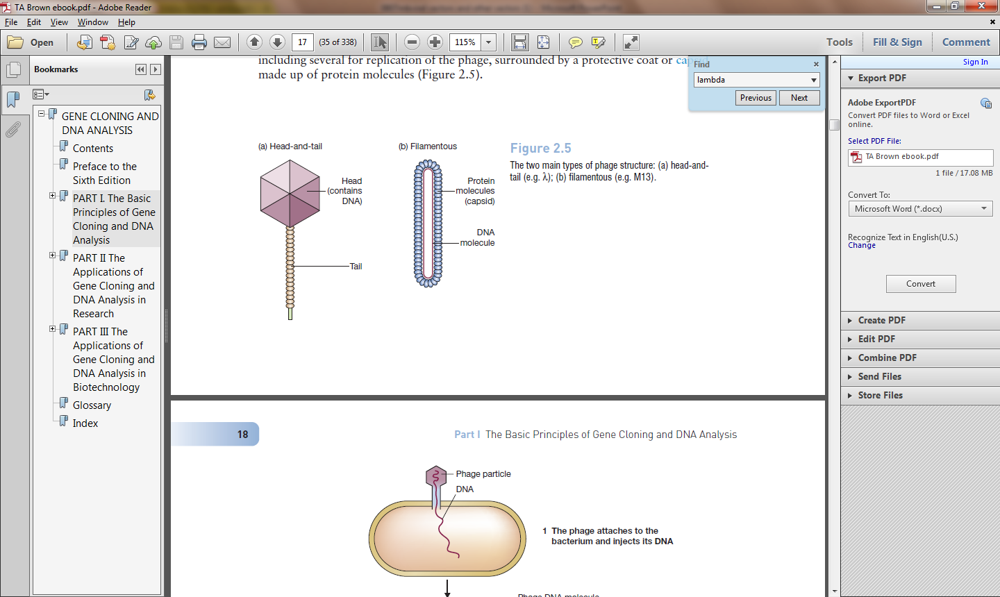 TA Brown ebook.pdf - Adobe Reader
File Edit View Window Help
Open
17
(35 of 338)
115%
Tools
Fill & Sign
Comment
Bookmarks
GENE CLONING AND
DNA ANALYSIS
Contents
Preface to the
Sixth Edition
PART I. The Basic
Principles of Gene
Cloning and DNA
Analysis
PART II The
Applications of
Gene Cloning and
DNA Analysis in
Research
PART III The
Applications of
Gene Cloning and
DNA Analysis in
Biotechnology
Glossary
Index
including several for replication of the phage, surrounded by a protective coat or
made up of protein molecules (Figure 2.5).
Find
lambda
Previous
Next
(a) Head-and-tail
Head
(contains
DNA)
Tail
(b) Filamentous
Protein
molecules
(capsid)
DNA
molecule
Figure 2.5
The two main types of phage structure: (a) head-and-
tail (e.g. λ); (b) filamentous (e.g. M13).
18
Part I The Basic Principles of Gene Cloning and DNA Analysis
Phage particle
DNA
1 The phage attaches to the
bacterium and injects its DNA
Phage DNA molecule
Sign In
Export PDF
Adobe ExportPDF
Convert PDF files to Word or Excel
online.
Select PDF File:
TA Brown ebook.pdf
1 file / 17.08 MB
Convert To:
Microsoft Word (*.docx)
Recognize Text in English(U.S.)
Change
Convert
Create PDF
Edit PDF
Combine PDF
Send Files
Store Files